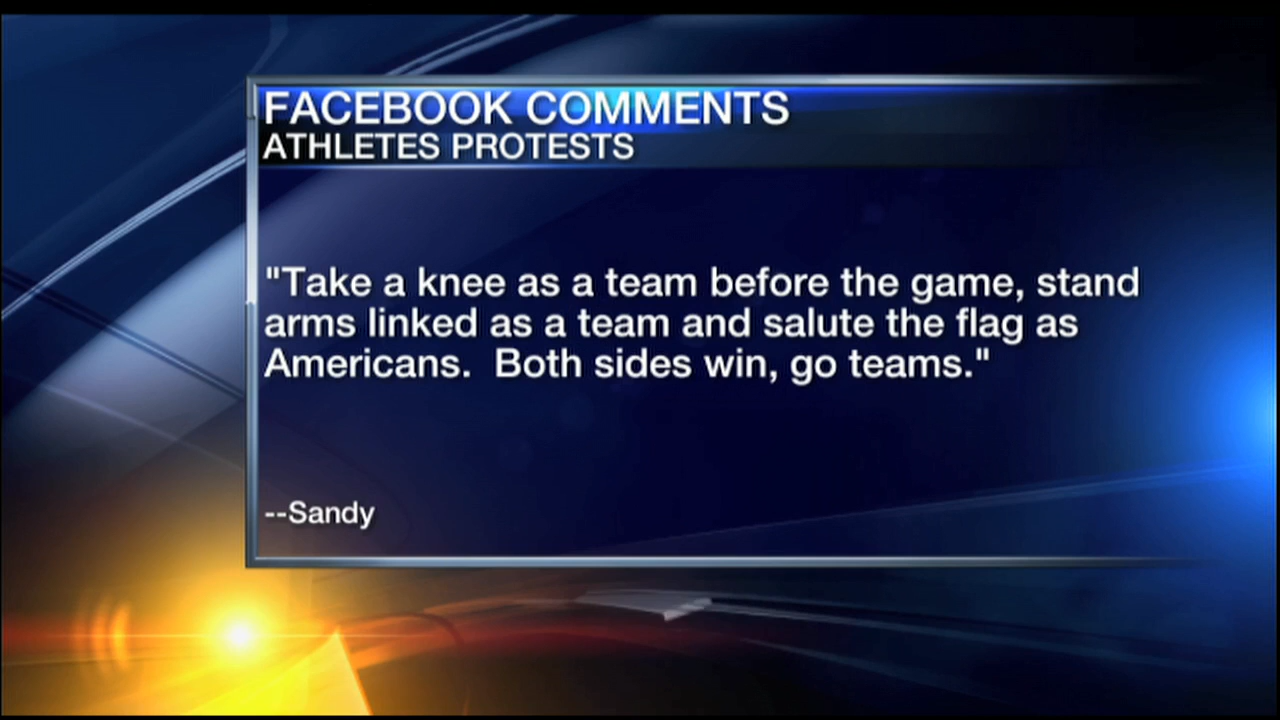 FACEBOOK COMMENTS
ATHLETES PROTESTS
"Take a knee as a team before the game, stand
arms linked as a team and salute the flag as
Americans.  Both sides win, go teams."
--Sandy